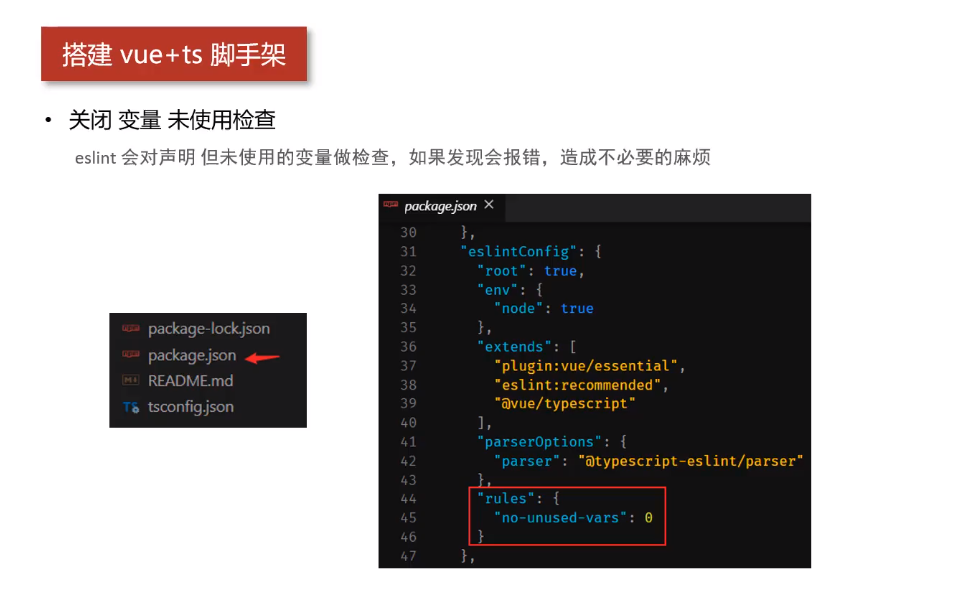 搭建 vue+ts 脚手架
• 关闭 变量 未使用检查
eslint 会对声明 但未使用的变量做检查，如果发现会报错，造成不必要的麻烦
package-lock.json
package.json
README.md
tsconfig.json
package.json ×
30 },
31 "eslintConfig": {
32 "root": true,
33 "env": {
34 "node": true
35 },
36 "extends": [
37 "plugin:vue/essential",
38 "eslint:recommended",
39 "@vue/typescript"
40 ],
41 "parserOptions": {
42 "parser": "@typescript-eslint/parser"
43 },
44 "rules": {
45 "no-unused-vars": 0
46 }
47 },